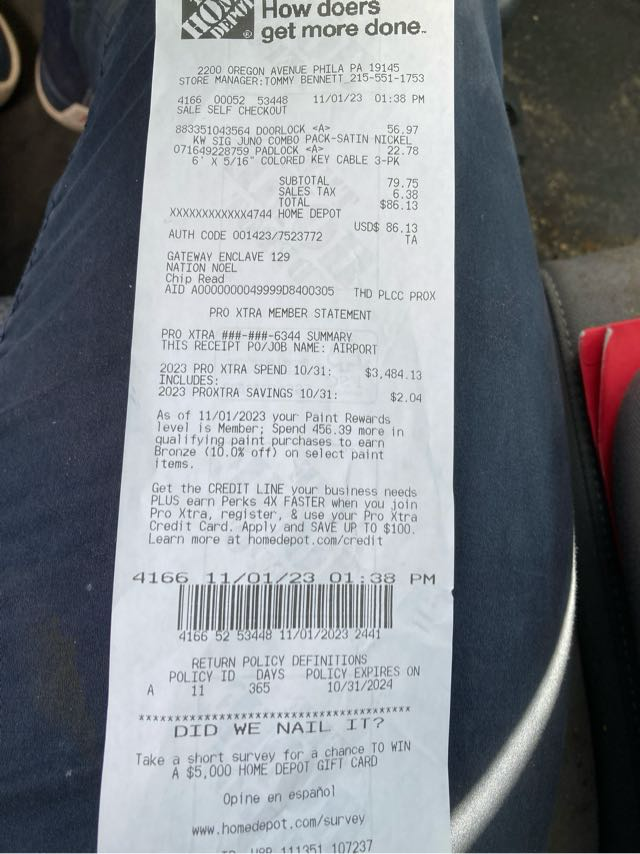 THE HOME DEPOT
How doers
get more done.
2200 OREGON AVENUE PHILA PA 19145
STORE MANAGER:TOMMY BENNETT 215-551-1753
4166 00052 53448 11/01/23 01:38 PM
SALE SELF CHECKOUT
883351043564 DOORLOCK <A> 56.97
KW SIG JUNO COMBO PACK-SATIN NICKEL
071649228759 PADLOCK <A> 22.78
6' X 5/16" COLORED KEY CABLE 3-PK
SUBTOTAL 79.75
SALES TAX 6.38
TOTAL $86.13
XXXXXXXXXXXX4744 HOME DEPOT
USD$ 86.13
AUTH CODE 001423/7523772 TA
GATEWAY ENCLAVE 129
NATION NOEL
Chip Read
AID A0000000049999D8400305 THD PLCC PROX
PRO XTRA MEMBER STATEMENT
PRO XTRA ###-###-6344 SUMMARY
THIS RECEIPT PO/JOB NAME: AIRPORT
2023 PRO XTRA SPEND 10/31: $3,484.13
INCLUDES:
2023 PROXTRA SAVINGS 10/31: $2.04
As of 11/01/2023 your Paint Rewards
level is Member; Spend 456.39 more in
qualifying paint purchases to earn
Bronze (10.0% off) on select paint
items.
Get the CREDIT LINE your business needs
PLUS earn Perks 4X FASTER when you join
Pro Xtra, register, & use your Pro Xtra
Credit Card. Apply and SAVE UP TO $100.
Learn more at homedepot.com/credit
4166 11/01/23 01:38 PM
4166 52 53448 11/01/2023 2441
RETURN POLICY DEFINITIONS
POLICY ID DAYS POLICY EXPIRES ON
A 11 365 10/31/2024
****************************************
DID WE NAIL IT?
Take a short survey for a chance TO WIN
A $5,000 HOME DEPOT GIFT CARD
Opine en español
www.homedepot.com/survey
111351 107237